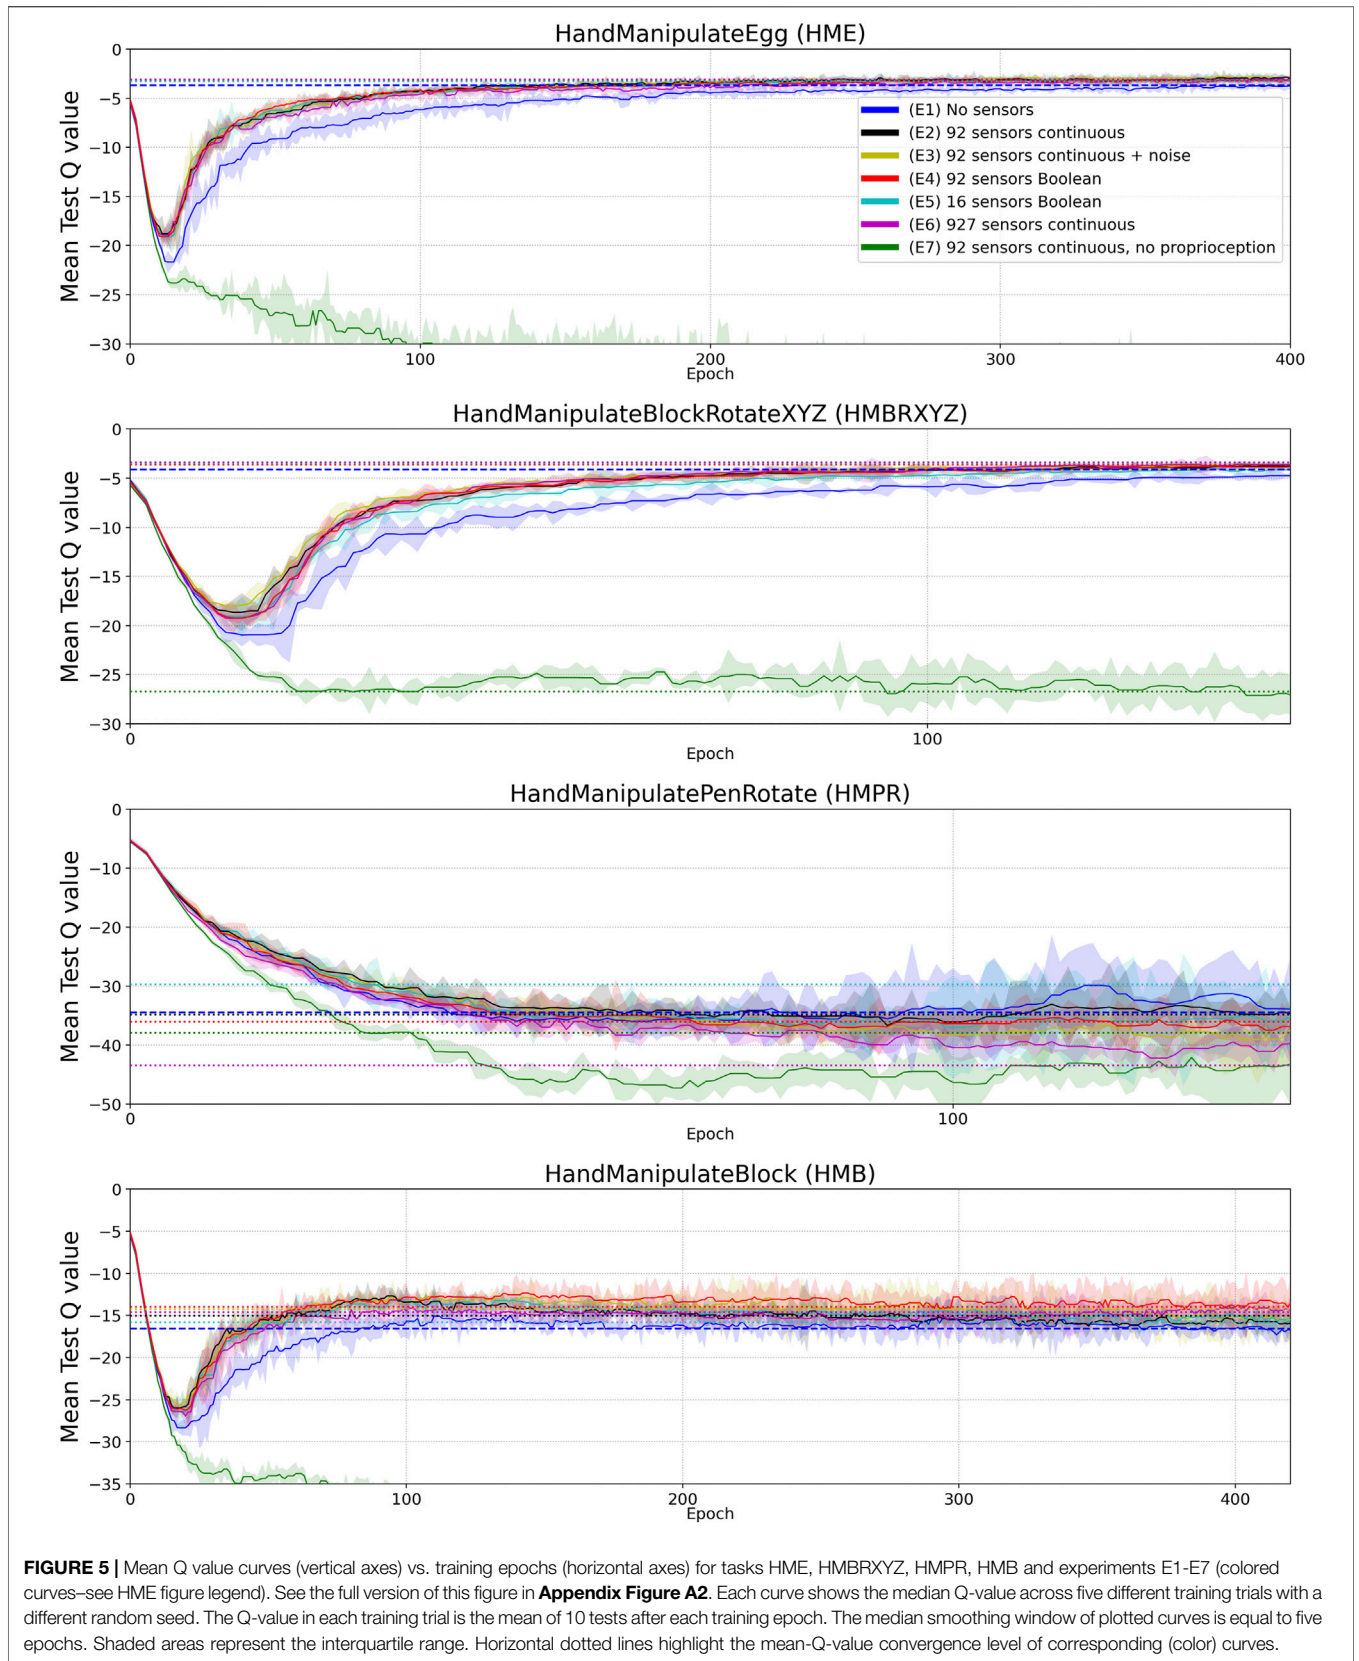 HandManipulateEgg (HME)
Mean Test Q value
0
−5
−10
−15
−20
−25
−30
(E1) No sensors
(E2) 92 sensors continuous
(E3) 92 sensors continuous + noise
(E4) 92 sensors Boolean
(E5) 16 sensors Boolean
(E6) 927 sensors continuous
(E7) 92 sensors continuous, no proprioception
0 100 200 300 400
Epoch
HandManipulateBlockRotateXYZ (HMBRXYZ)
Mean Test Q value
0
−5
−10
−15
−20
−25
−30
0 100
Epoch
HandManipulatePenRotate (HMPR)
Mean Test Q value
0
−10
−20
−30
−40
−50
0 100
Epoch
HandManipulateBlock (HMB)
Mean Test Q value
0
−5
−10
−15
−20
−25
−30
−35
0 100 200 300 400
Epoch
FIGURE 5 | Mean Q value curves (vertical axes) vs. training epochs (horizontal axes) for tasks HME, HMBRXYZ, HMPR, HMB and experiments E1-E7 (colored
curves–see HME figure legend). See the full version of this figure in Appendix Figure A2. Each curve shows the median Q-value across five different training trials with a
different random seed. The Q-value in each training trial is the mean of 10 tests after each training epoch. The median smoothing window of plotted curves is equal to five
epochs. Shaded areas represent the interquartile range. Horizontal dotted lines highlight the mean-Q-value convergence level of corresponding (color) curves.